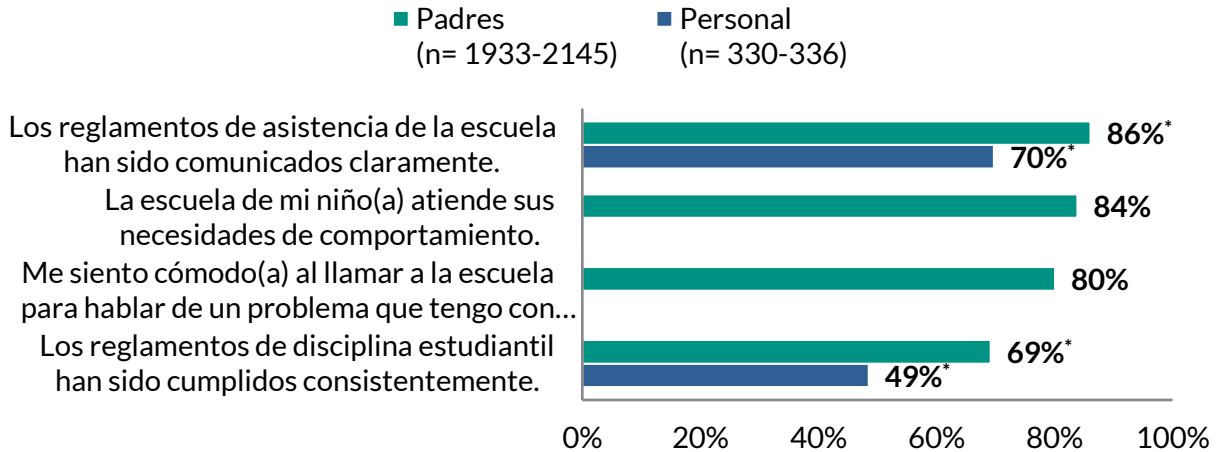 Padres
(n= 1933-2145)
Personal
(n= 330-336)
Los reglamentos de asistencia de la escuela
han sido comunicados claramente.
86%*
70%*
La escuela de mi niño(a) atiende sus
necesidades de comportamiento.
84%
Me siento cómodo(a) al llamar a la escuela
para hablar de un problema que tengo con...
80%
Los reglamentos de disciplina estudiantil
han sido cumplidos consistentemente.
69%*
49%*
0% 20% 40% 60% 80% 100%